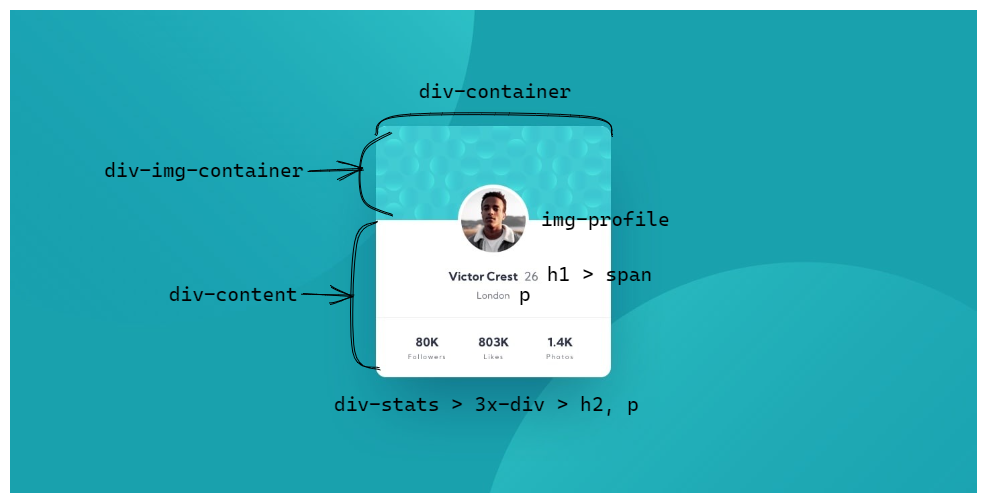 div-container
div-img-container
img-profile
Victor Crest 26 h1 > span
London p
div-content
80K 803K 1.4K
Followers Likes Photos
div-stats > 3x-div > h2, p